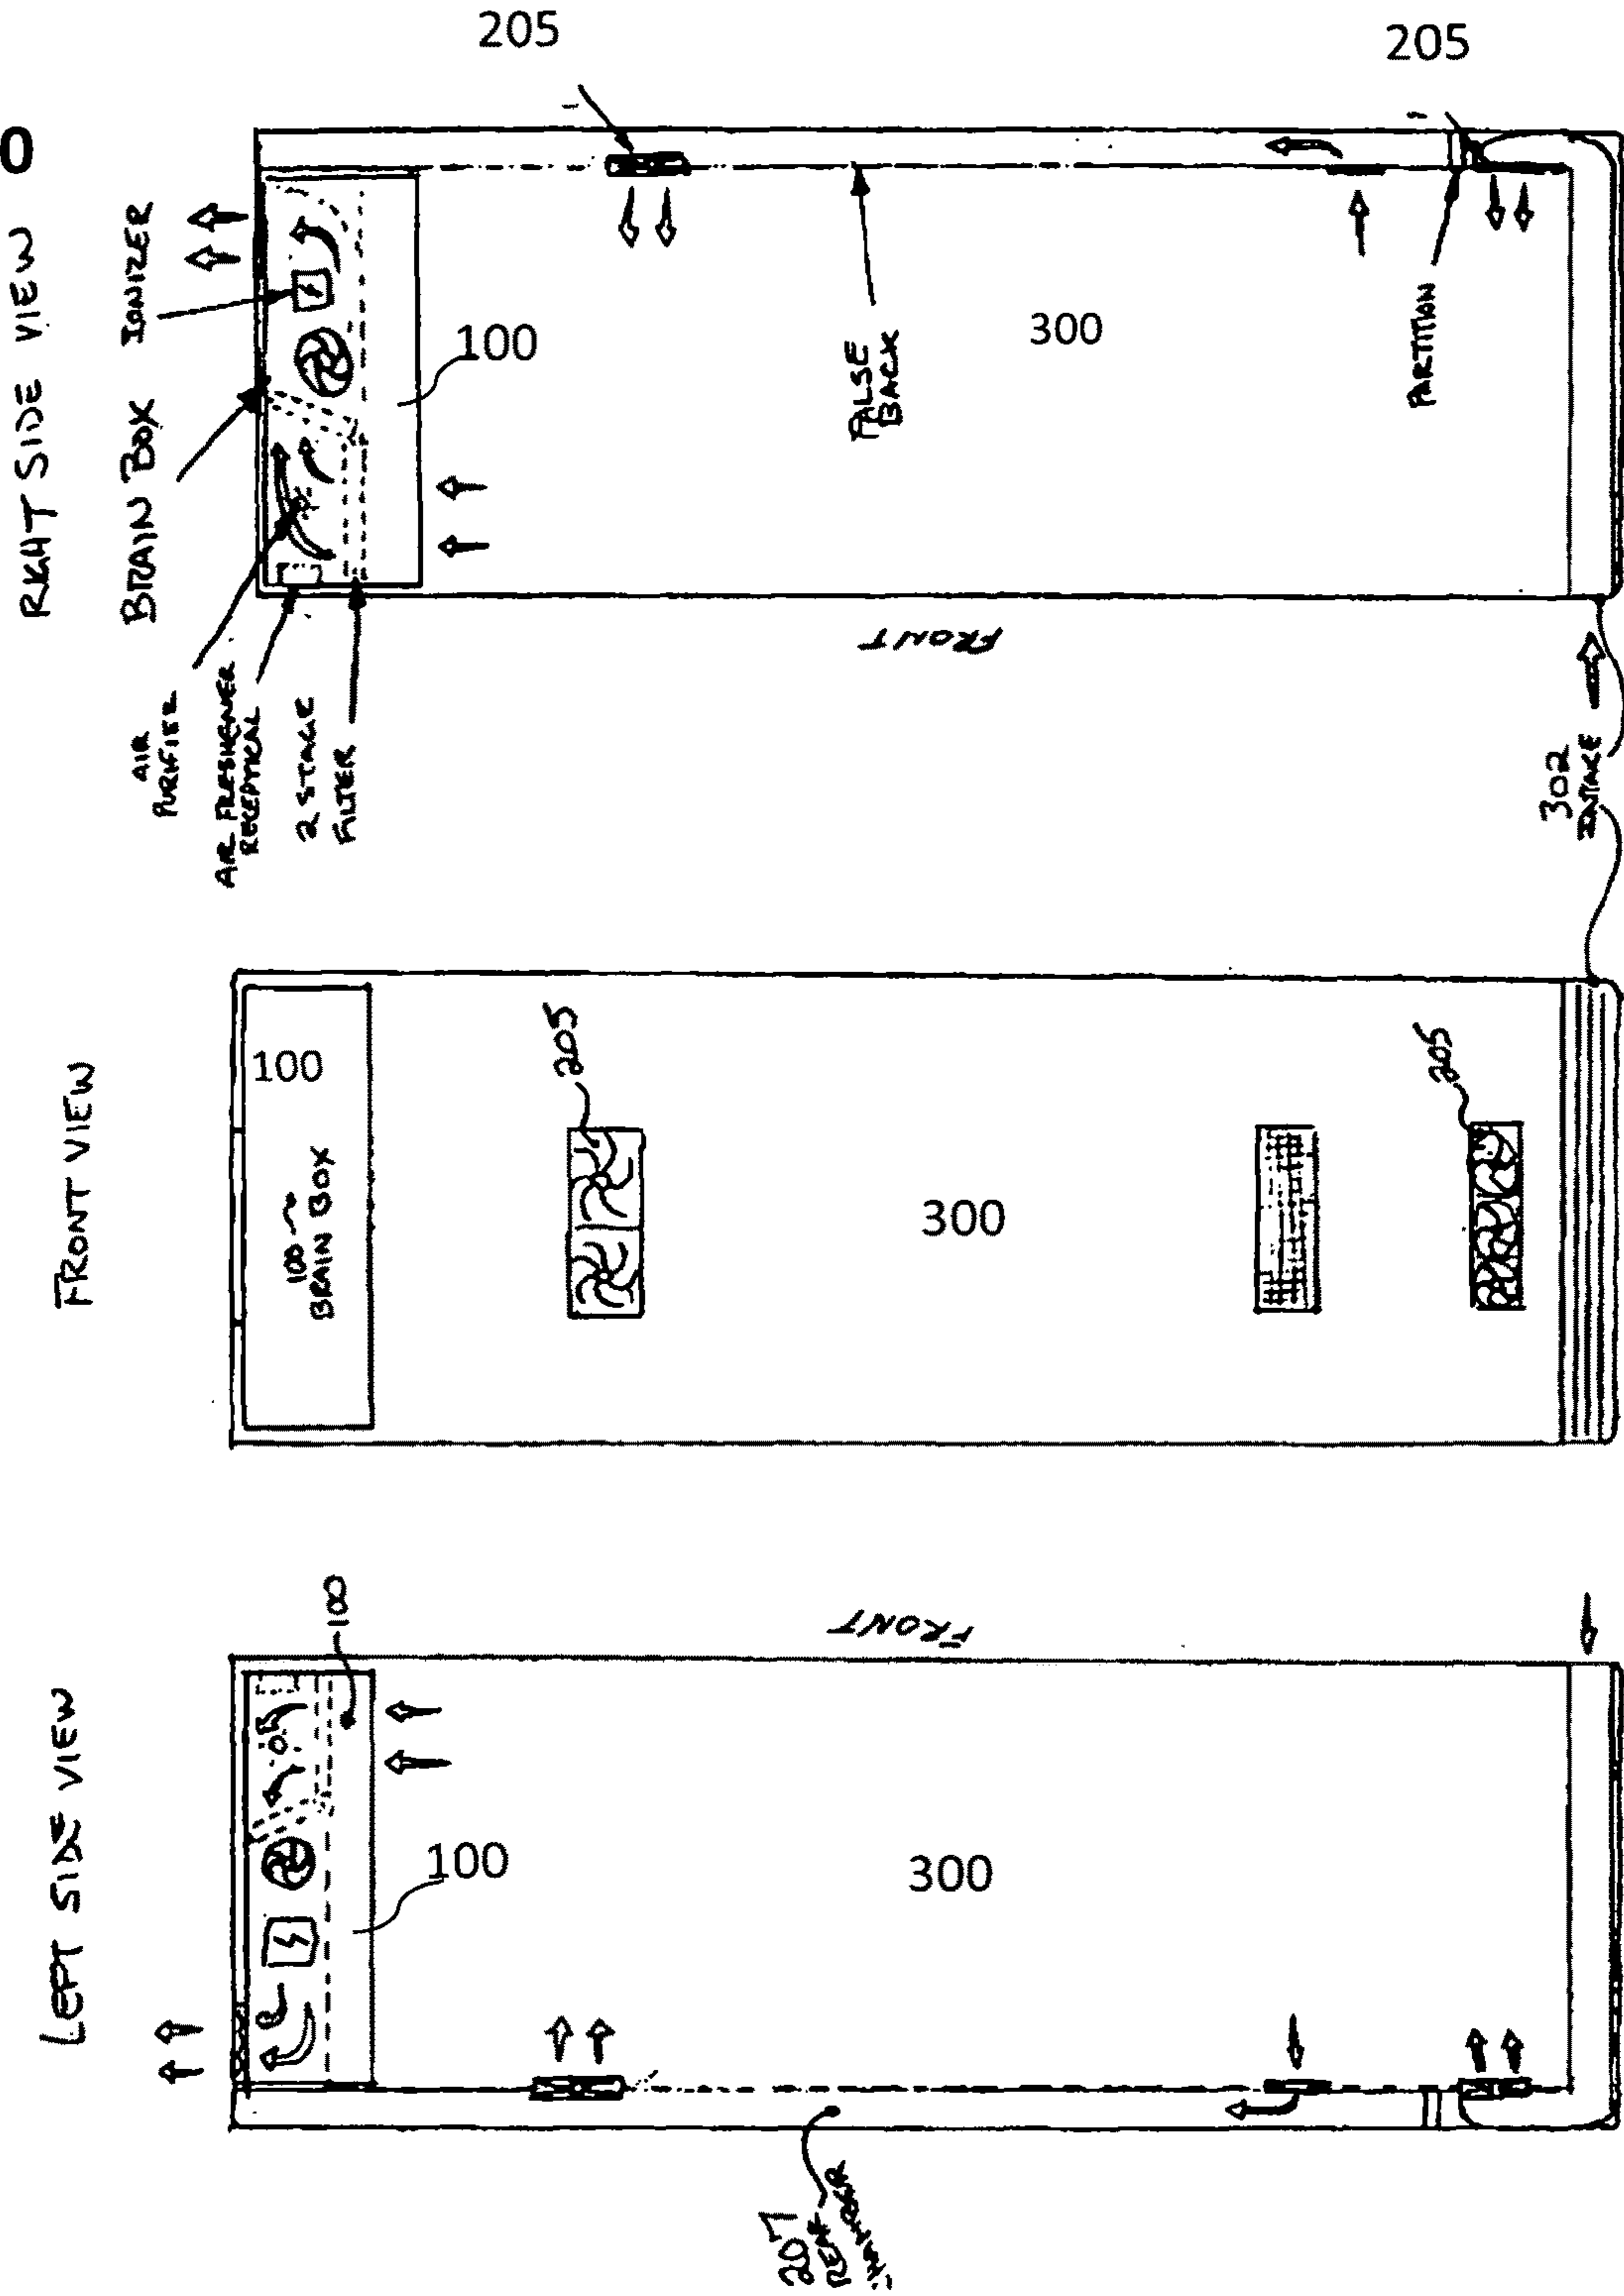 0
RIGHT SIDE VIEW
BRAIN BOX
IONIZER
205
205
AIR
PURIFIER
AIR FRESHENER
RECEPTICAL
2 STAGE
FILTER
100
FALSE
BACK
300
PARTITION
FRONT
302
INTAKE
FRONT VIEW
100
100
BRAIN BOX
205
300
205
LEFT SIDE VIEW
100
100
300
FRONT
207
REAR